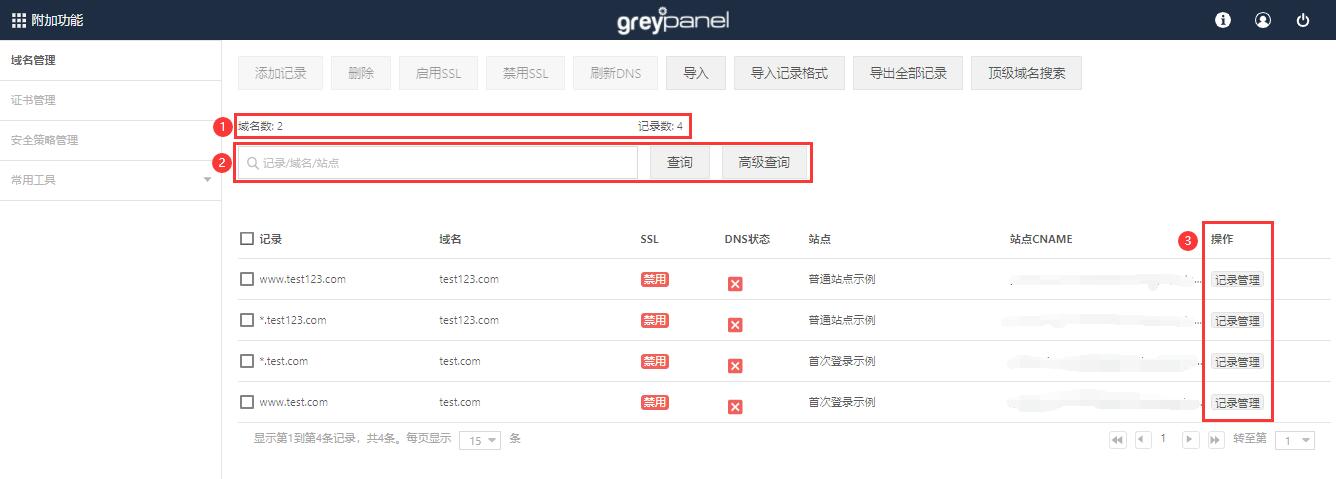 附加功能 greypanel
域名管理
证书管理
安全策略管理
常用工具
添加记录 删除 启用SSL 禁用SSL 刷新DNS 导入 导入记录格式 导出全部记录 顶级域名搜索
1 域名数: 2 记录数: 4
2 记录/域名/站点 查询 高级查询
记录 域名 SSL DNS状态 站点 站点CNAME 3 操作
www.test123.com test123.com 禁用 普通站点示例 ... 记录管理
*.test123.com test123.com 禁用 普通站点示例 ... 记录管理
*.test.com test.com 禁用 首次登录示例 ... 记录管理
www.test.com test.com 禁用 首次登录示例 ... 记录管理
显示第1到第4条记录，共4条。每页显示 15 条 1 转至第 1